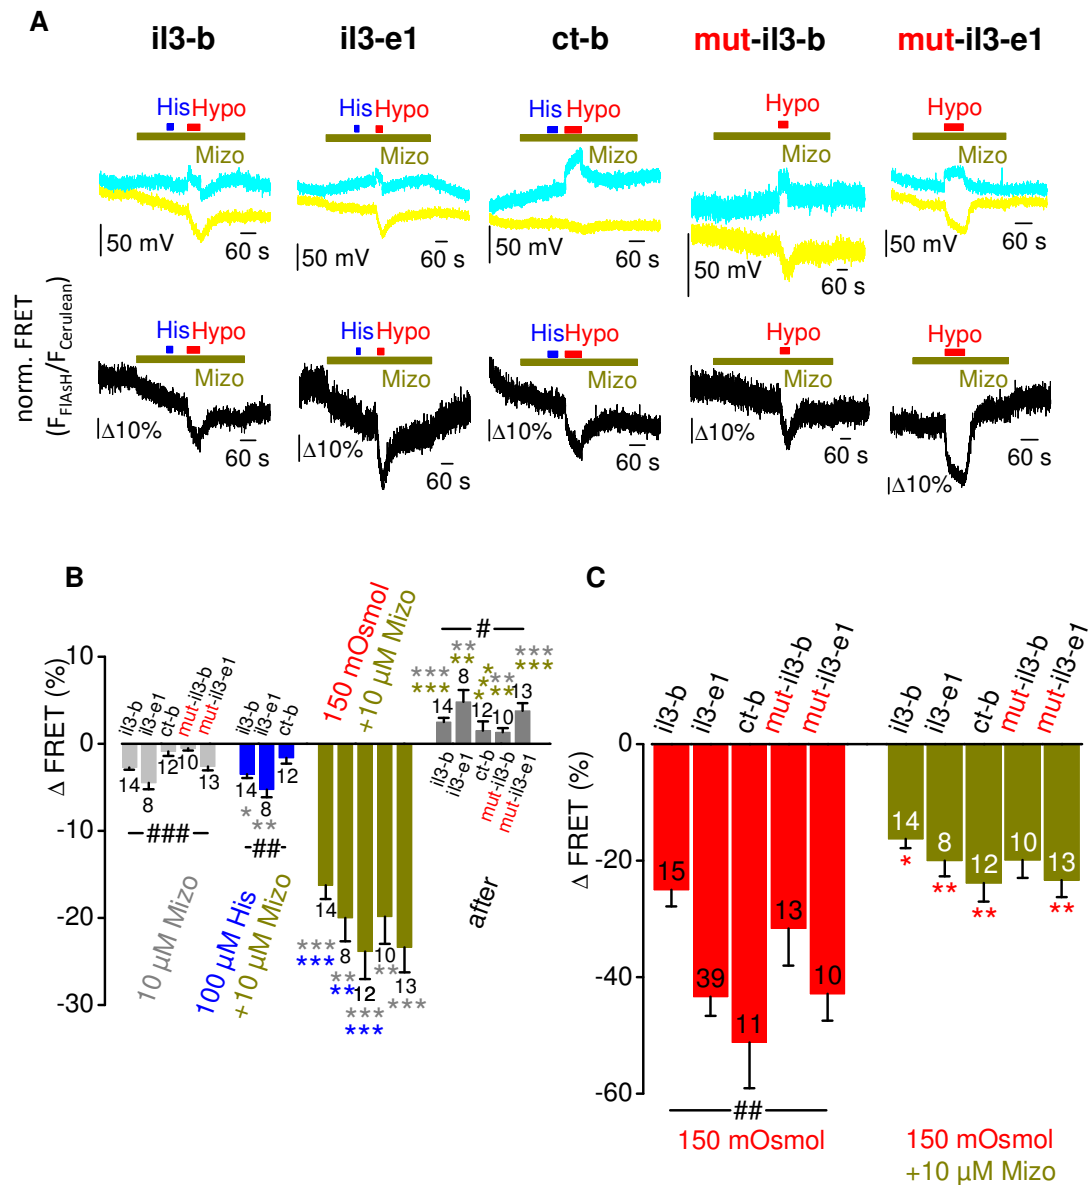 A
il3-b il3-e1 ct-b mut-il3-b mut-il3-e1
His Hypo His Hypo His Hypo Hypo Hypo
Mizo Mizo Mizo Mizo Mizo
50 mV 60 s 50 mV 60 s 50 mV 60 s 50 mV 60 s 50 mV 60 s
norm. FRET
(F_FlAsH/F_Cerulean)
His Hypo His Hypo His Hypo Hypo Hypo
Mizo Mizo Mizo Mizo Mizo
Δ10% 60 s Δ10% 60 s Δ10% 60 s Δ10% 60 s Δ10% 60 s
B
Δ FRET (%)
10
0
-10
-20
-30
il3-b il3-e1 ct-b mut-il3-b mut-il3-e1
14 8 12 10 13
###
10 µM Mizo
il3-b il3-e1 ct-b
14 8 12
* **
##
100 µM His
+10 µM Mizo
150 mOsmol
+10 µM Mizo
14 8 12 10 13
*** ** *** ** ***
*** ** ***
#
*** ** * ** ***
*** ** ** ** ***
14 8 12 10 13
il3-b il3-e1 ct-b mut-il3-b mut-il3-e1
after
C
Δ FRET (%)
0
-20
-40
-60
il3-b il3-e1 ct-b mut-il3-b mut-il3-e1
15 39 11 13 10
##
150 mOsmol
il3-b il3-e1 ct-b mut-il3-b mut-il3-e1
14 8 12 10 13
* ** ** **
150 mOsmol
+10 µM Mizo